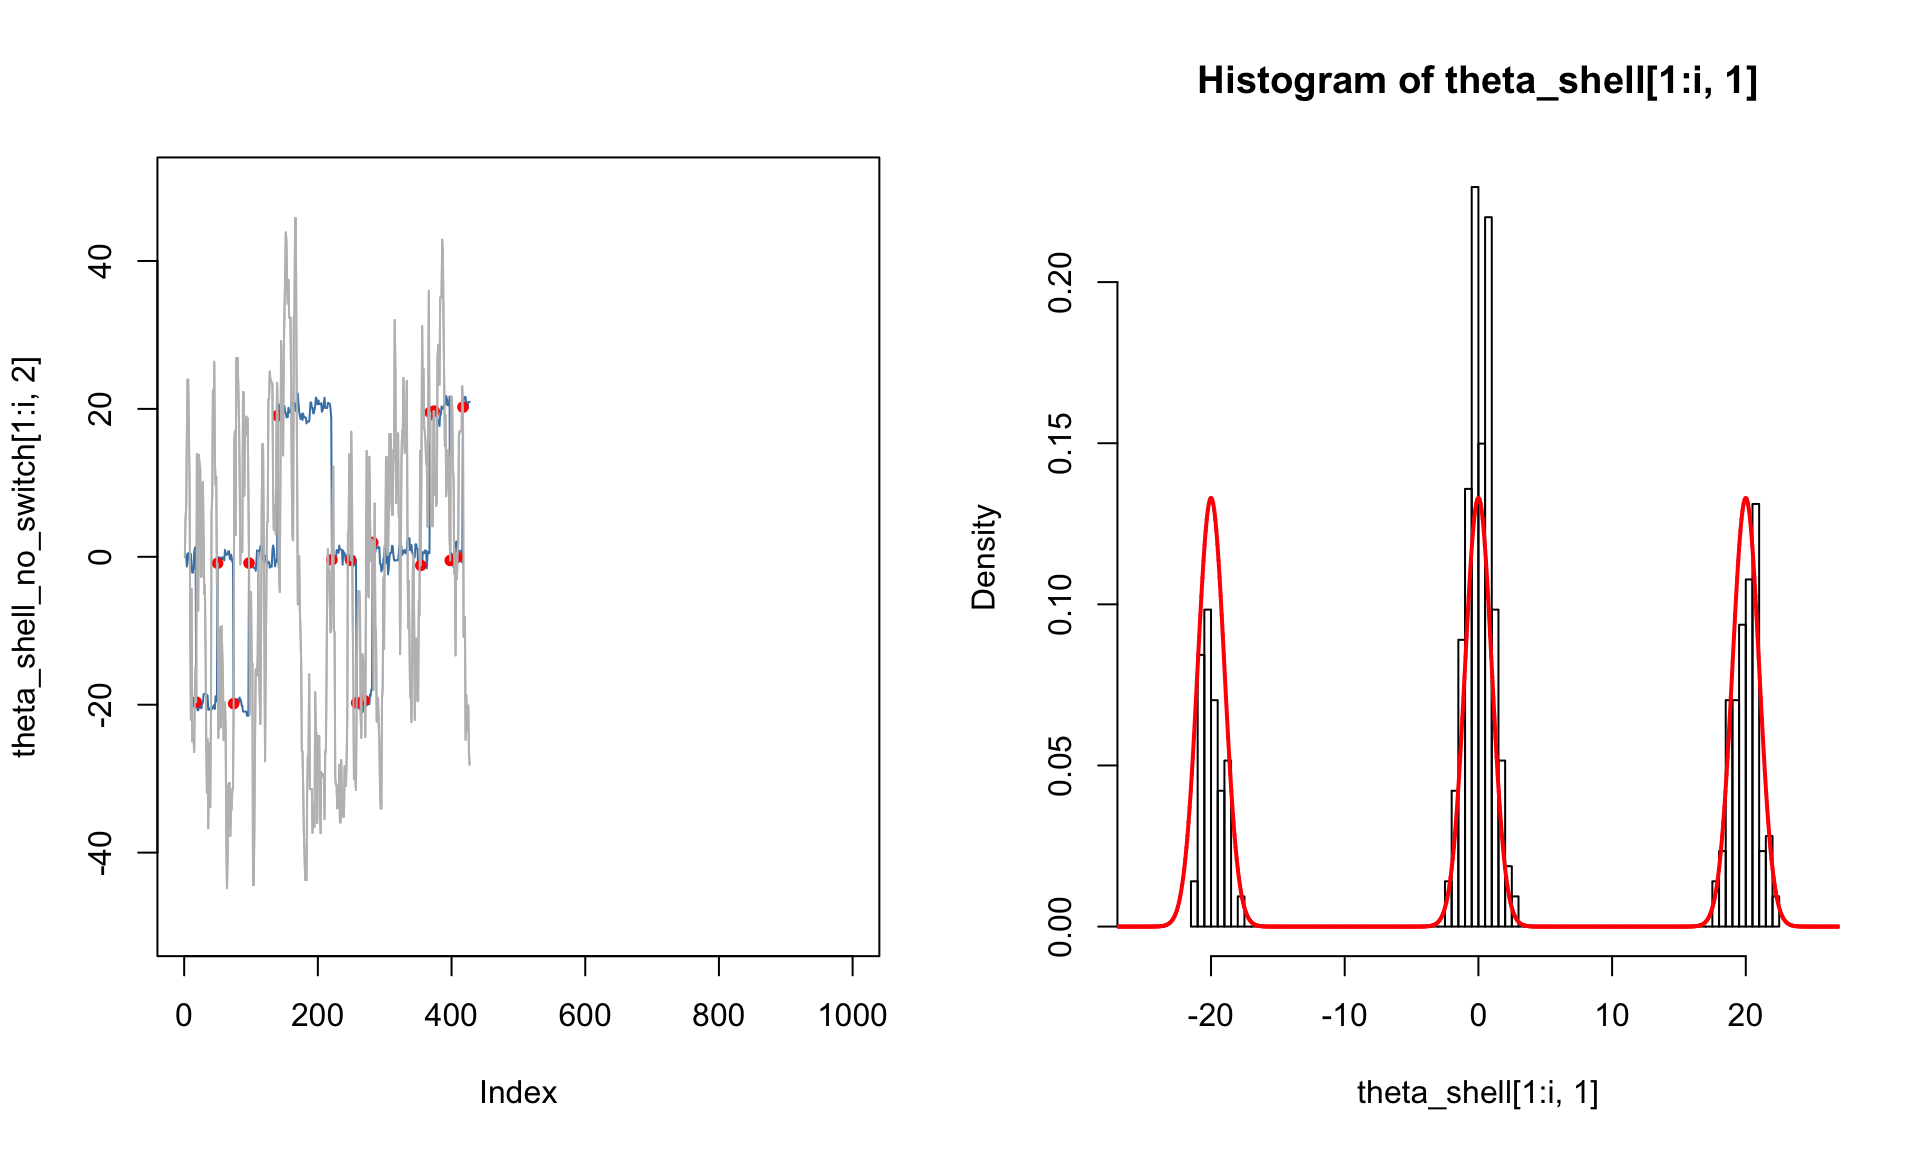 theta_shell_no_switch[1:i, 2]
40
20
0
-20
-40
0 200 400 600 800 1000
Index
Histogram of theta_shell[1:i, 1]
Density
0.20
0.15
0.10
0.05
0.00
-20 -10 0 10 20
theta_shell[1:i, 1]